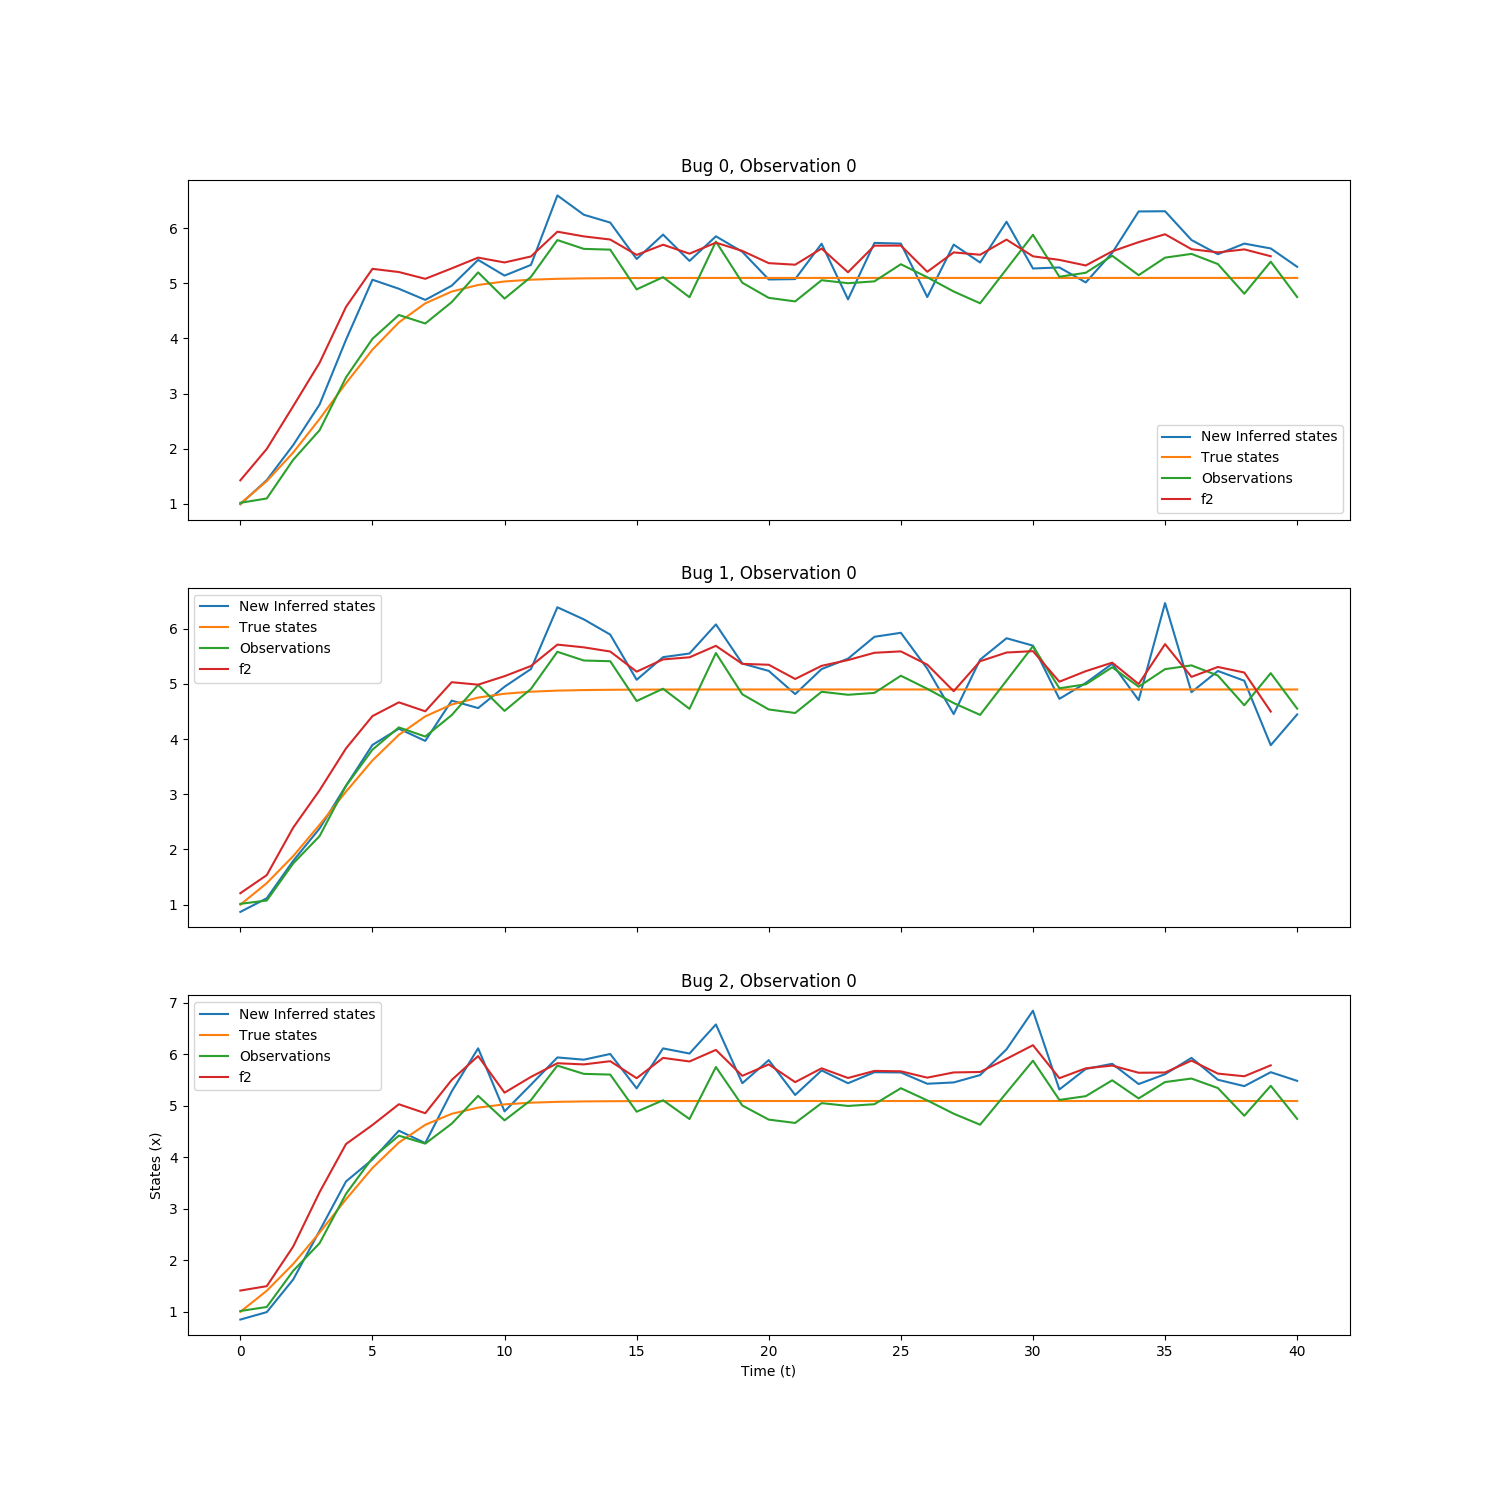 Bug 0, Observation 0
6
5
4
3
2
1
New Inferred states
True states
Observations
f2
Bug 1, Observation 0
New Inferred states
True states
Observations
f2
6
5
4
3
2
1
Bug 2, Observation 0
New Inferred states
True states
Observations
f2
7
6
5
4
3
2
1
States (x)
0 5 10 15 20 25 30 35 40
Time (t)